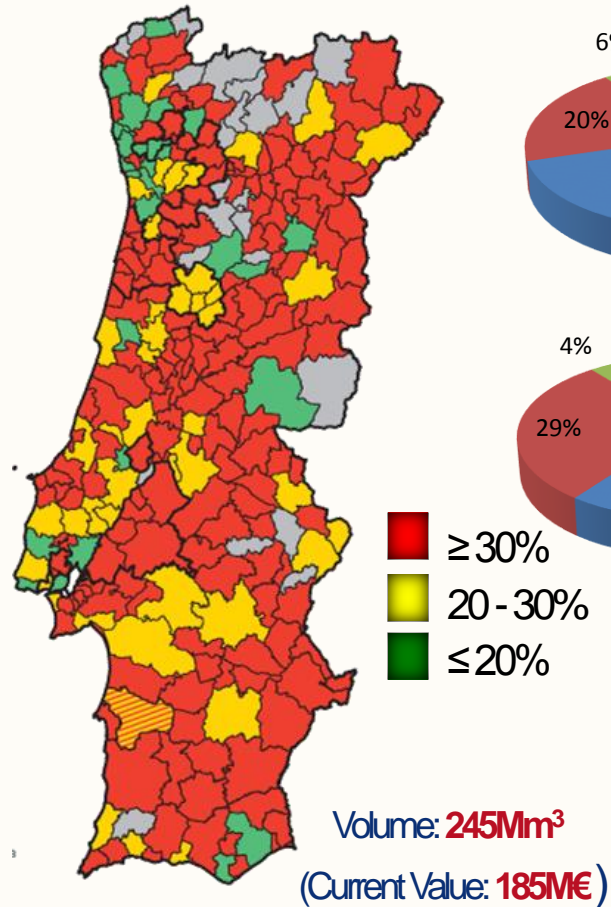 20%
4%
29%
≥ 30%
20 - 30%
≤ 20%
Volume: 245Mm³
(Current Value: 185M€)